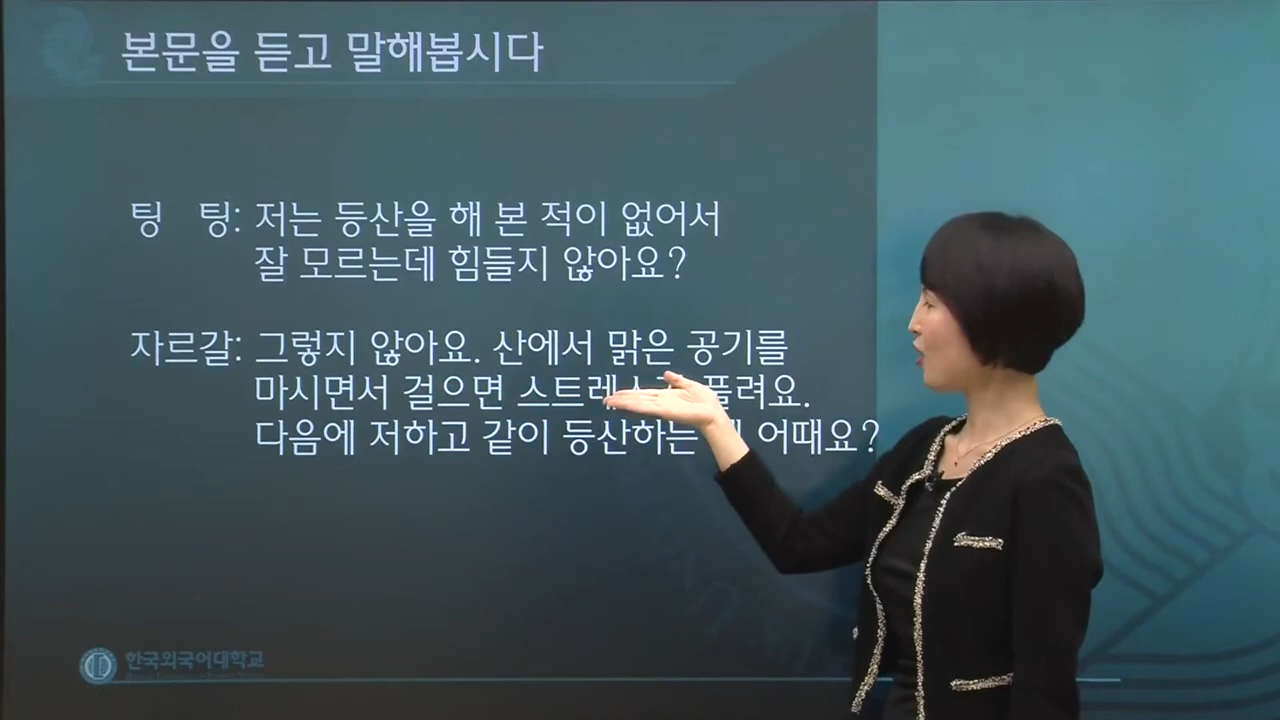 본문을 듣고 말해봅시다
팅 팅: 저는 등산을 해 본 적이 없어서
잘 모르는데 힘들지 않아요?
자르갈: 그렇지 않아요. 산에서 맑은 공기를
마시면서 걸으면 풀려요.
다음에 저하고 같이 등산하는 어때요?
한국외국어대학교